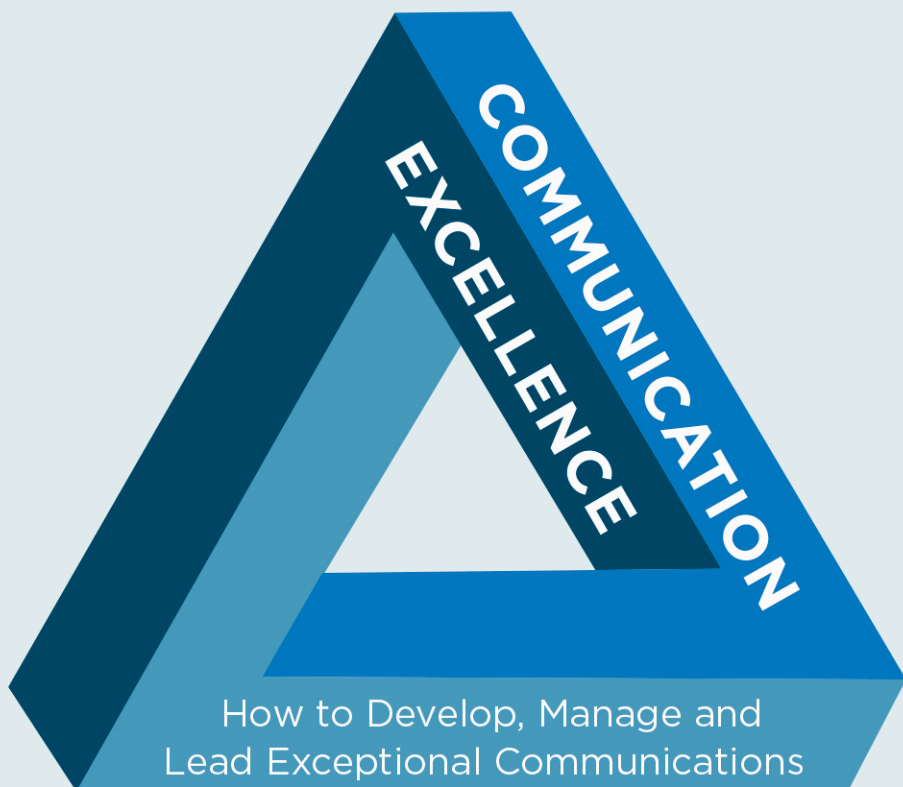 COMMUNICATION
EXCELLENCE
How to Develop, Manage and
Lead Exceptional Communications